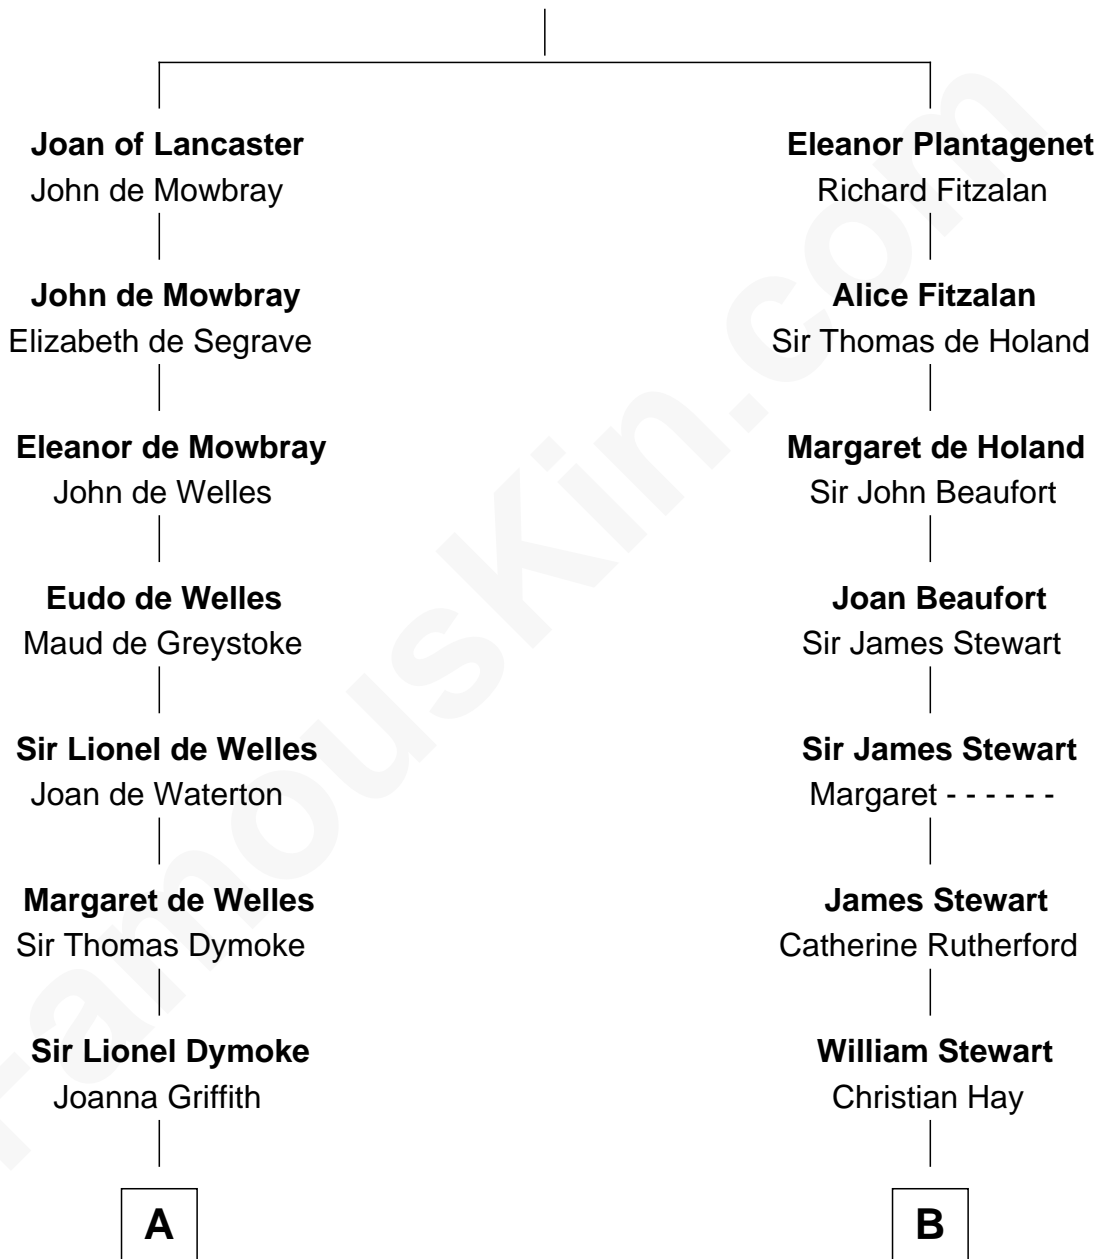 Joan of Lancaster
John de Mowbray
John de Mowbray
Elizabeth de Segrave
Eleanor de Mowbray
John de Welles
Eudo de Welles
Maud de Greystoke
Sir Lionel de Welles
Joan de Waterton
Margaret de Welles
Sir Thomas Dymoke
Sir Lionel Dymoke
Joanna Griffith
A
Eleanor Plantagenet
Richard Fitzalan
Alice Fitzalan
Sir Thomas de Holand
Margaret de Holand
Sir John Beaufort
Joan Beaufort
Sir James Stewart
Sir James Stewart
Margaret - - - - - -
James Stewart
Catherine Rutherford
William Stewart
Christian Hay
B
FamousKin.com